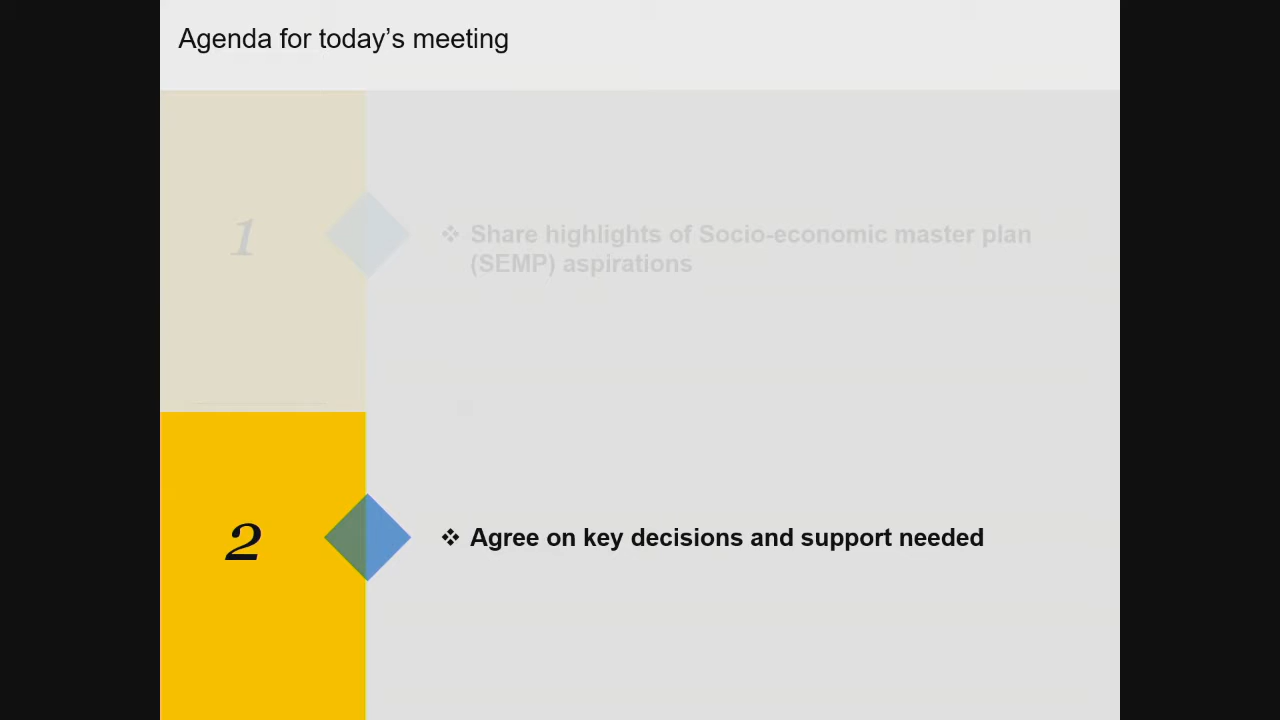 Agenda for today’s meeting
1
❖ Share highlights of Socio-economic master plan
(SEMP) aspirations
2
❖ Agree on key decisions and support needed